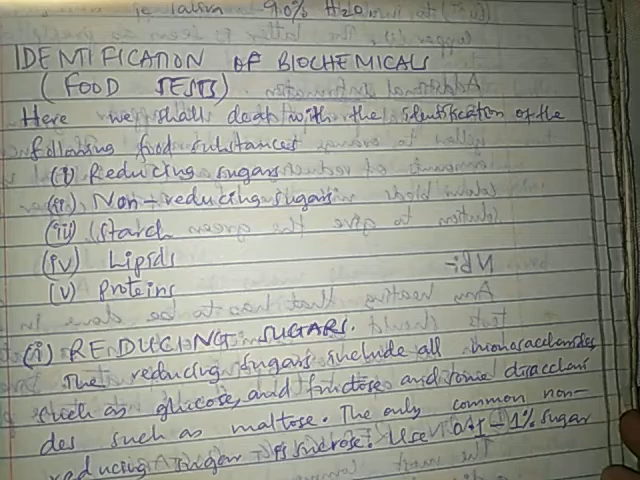 IDENTIFICATION OF BIOCHEMICALS
(FOOD TESTS)
Here we shall deal with the identification of the
following food substances
(i) Reducing sugars
(ii) Non-reducing sugars
(iii) Starch
(iv) Lipids
(v) Proteins
(i) REDUCING SUGARS.
The reducing sugars include all monosaccharides
such as glucose, and fructose and some disacchari
des such as maltose. The only common non-
reducing sugar is sucrose. Use 0.1 - 1% sugar